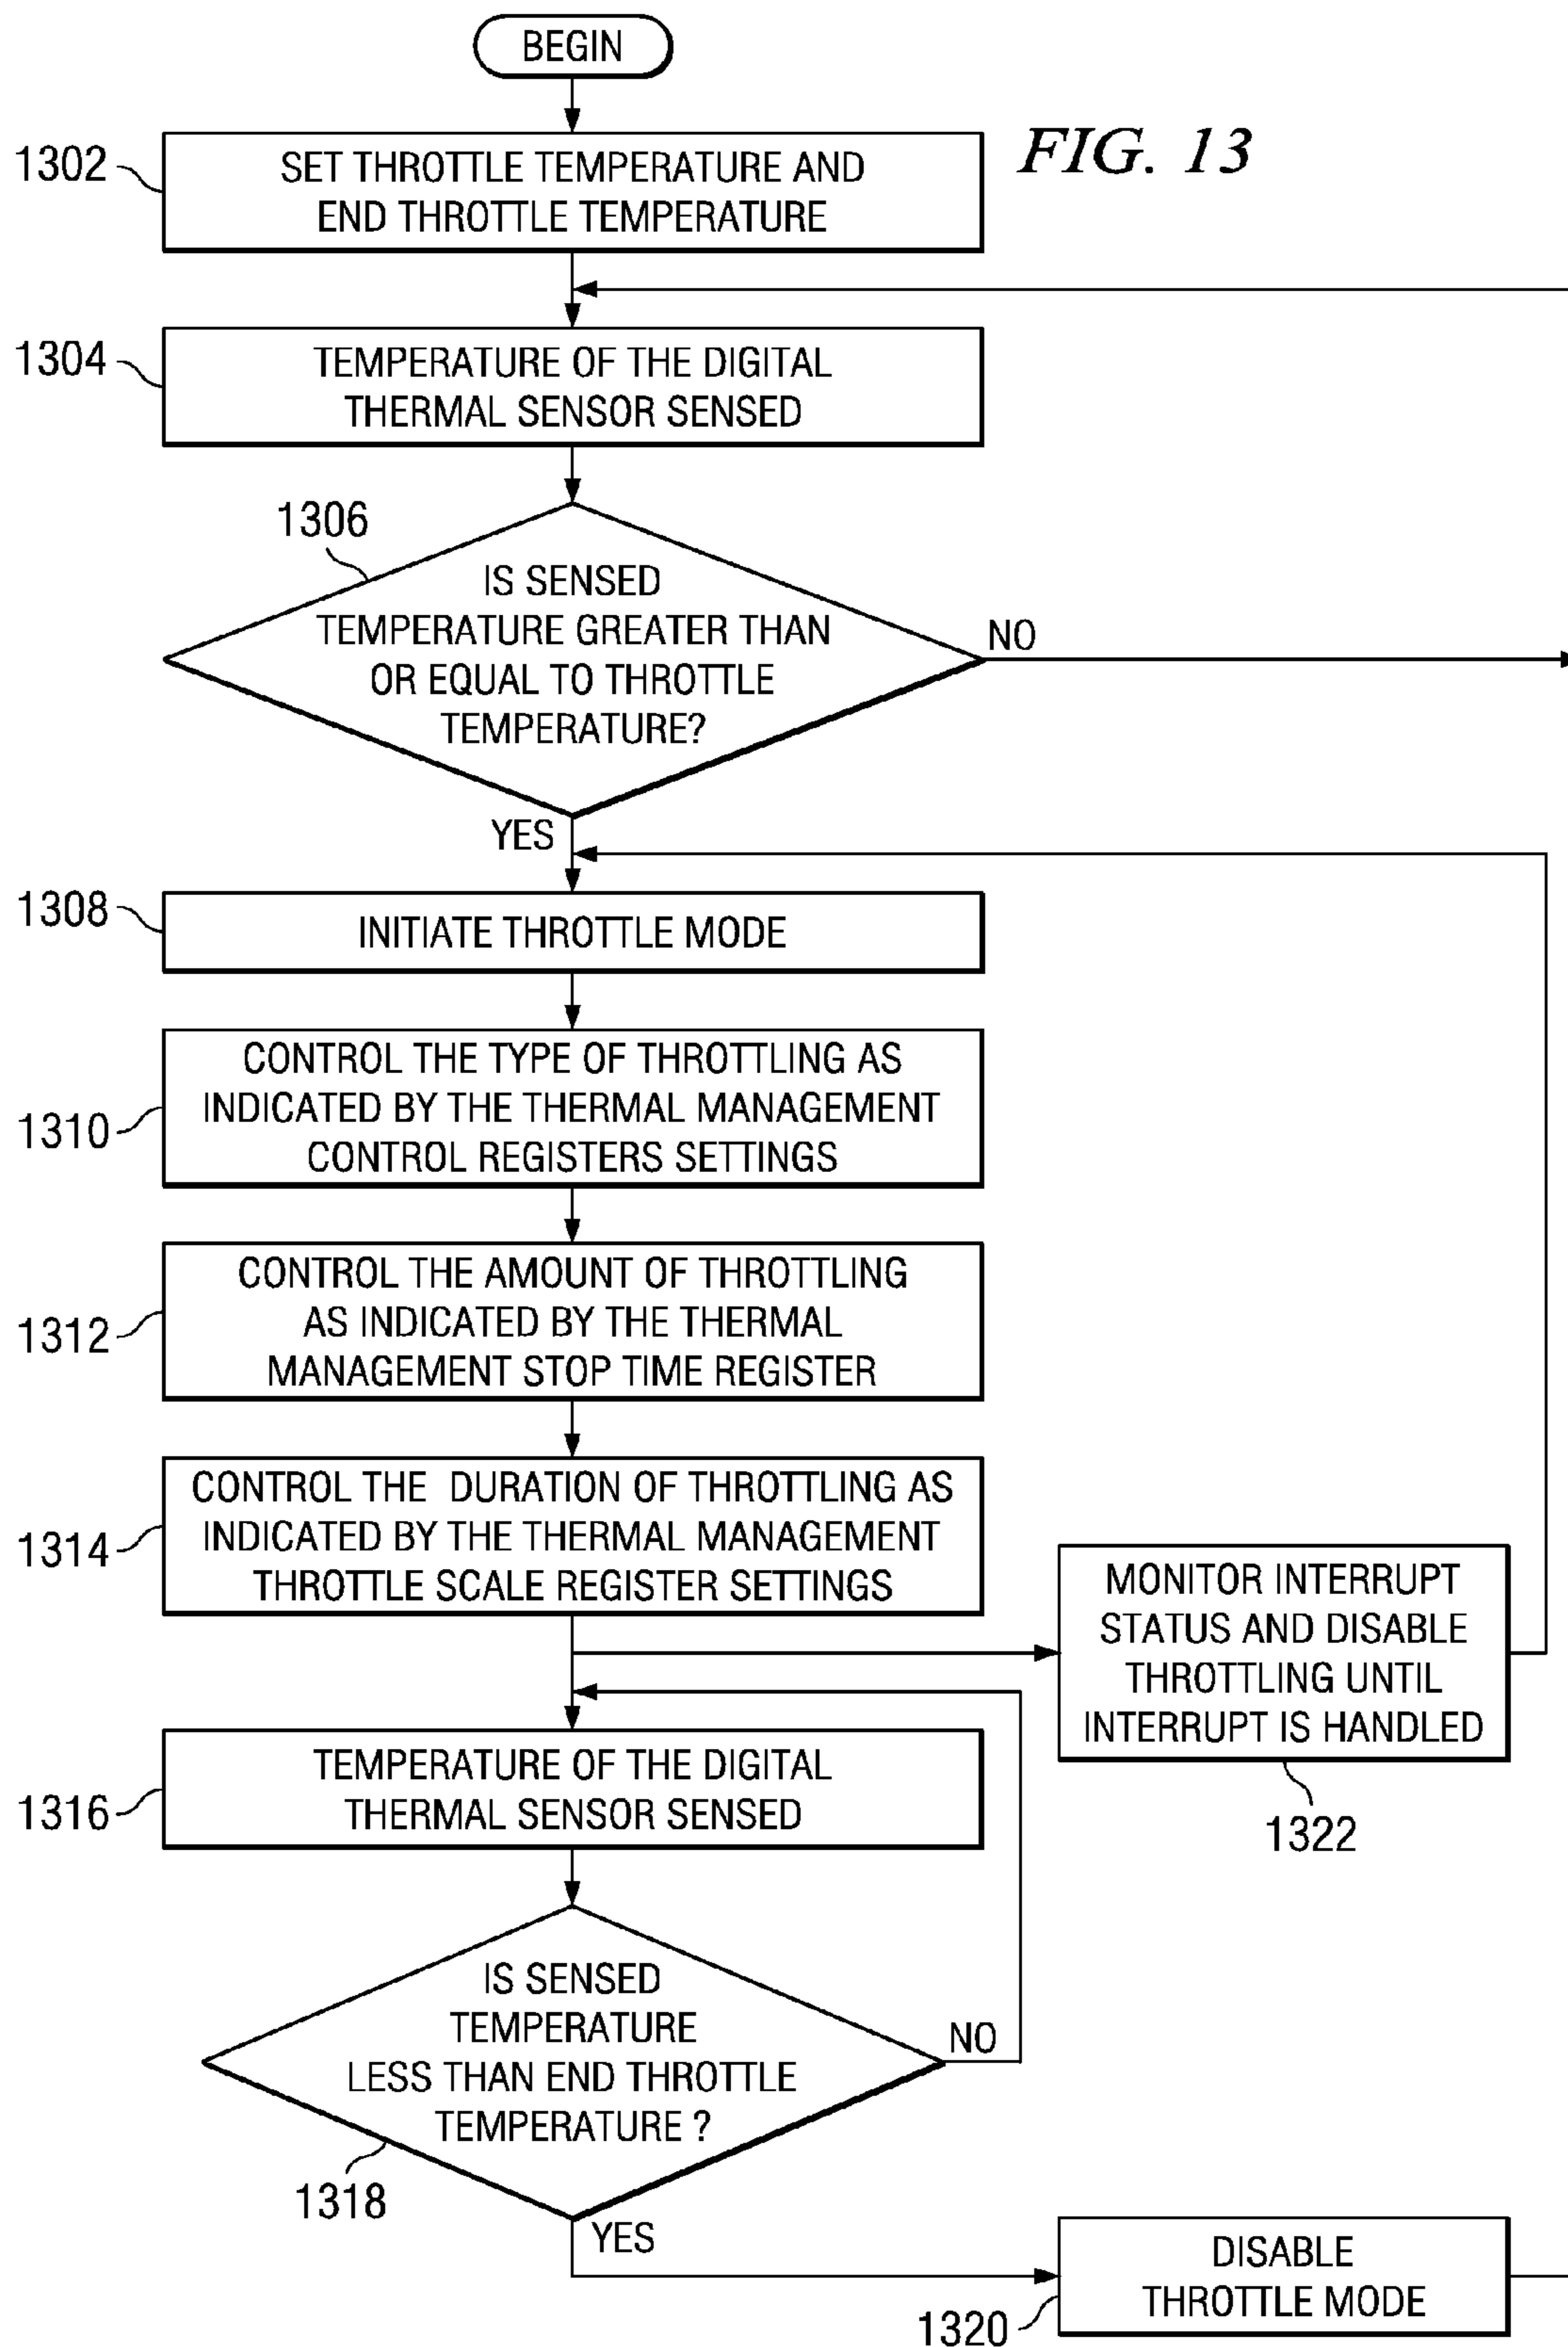 BEGIN
FIG. 13
1302
SET THROTTLE TEMPERATURE AND
END THROTTLE TEMPERATURE
1304
TEMPERATURE OF THE DIGITAL
THERMAL SENSOR SENSED
1306
IS SENSED
TEMPERATURE GREATER THAN
OR EQUAL TO THROTTLE
TEMPERATURE?
NO
YES
1308
INITIATE THROTTLE MODE
1310
CONTROL THE TYPE OF THROTTLING AS
INDICATED BY THE THERMAL MANAGEMENT
CONTROL REGISTERS SETTINGS
1312
CONTROL THE AMOUNT OF THROTTLING
AS INDICATED BY THE THERMAL
MANAGEMENT STOP TIME REGISTER
1314
CONTROL THE DURATION OF THROTTLING AS
INDICATED BY THE THERMAL MANAGEMENT
THROTTLE SCALE REGISTER SETTINGS
MONITOR INTERRUPT
STATUS AND DISABLE
THROTTLING UNTIL
INTERRUPT IS HANDLED
1322
1316
TEMPERATURE OF THE DIGITAL
THERMAL SENSOR SENSED
IS SENSED
TEMPERATURE
LESS THAN END THROTTLE
TEMPERATURE ?
NO
1318
YES
DISABLE
THROTTLE MODE
1320